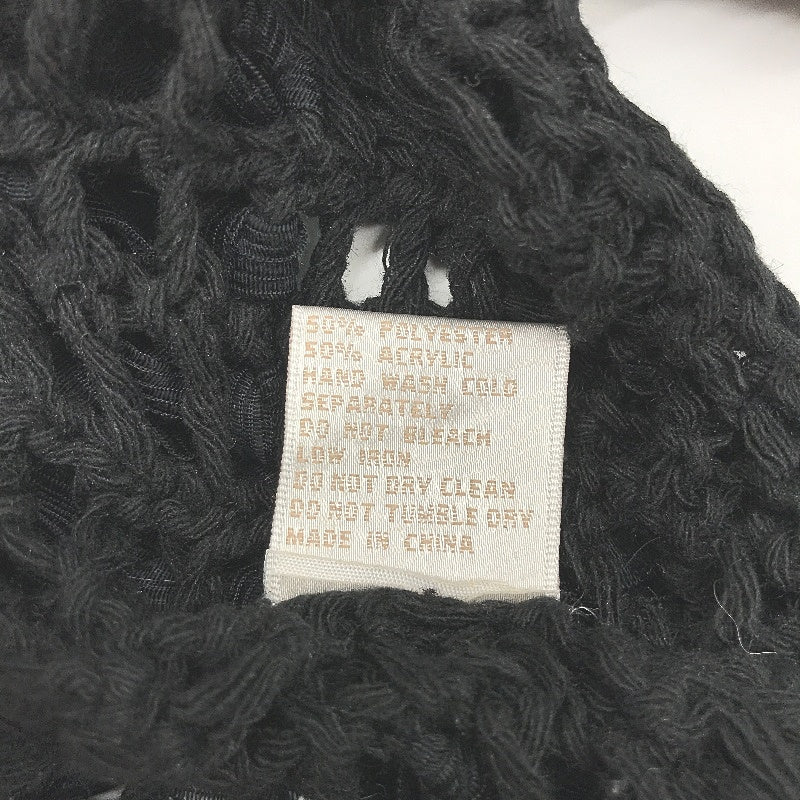 50% POLYESTER
50% ACRYLIC
HAND WASH COLD
SEPARATELY
DO NOT BLEACH
LOW IRON
DO NOT DRY CLEAN
DO NOT TUMBLE DRY
MADE IN CHINA